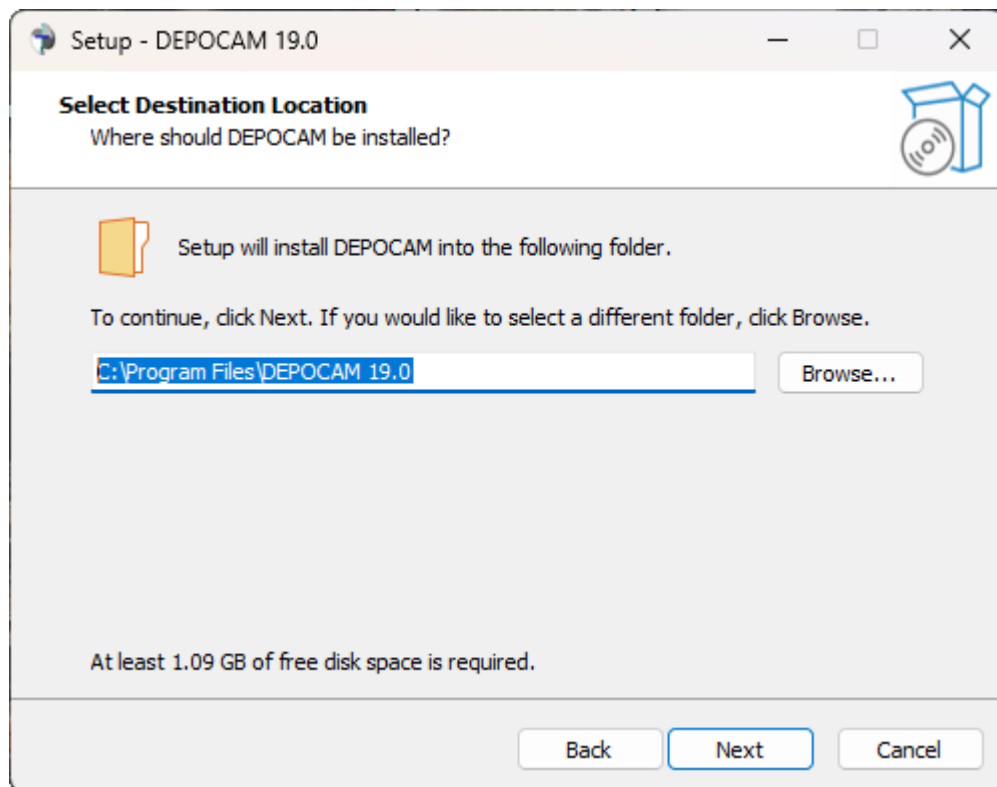 Setup - DEPOCAM 19.0
Select Destination Location
Where should DEPOCAM be installed?
Setup will install DEPOCAM into the following folder.
To continue, click Next. If you would like to select a different folder, click Browse.
C:\Program Files\DEPOCAM 19.0
Browse...
At least 1.09 GB of free disk space is required.
Back
Next
Cancel